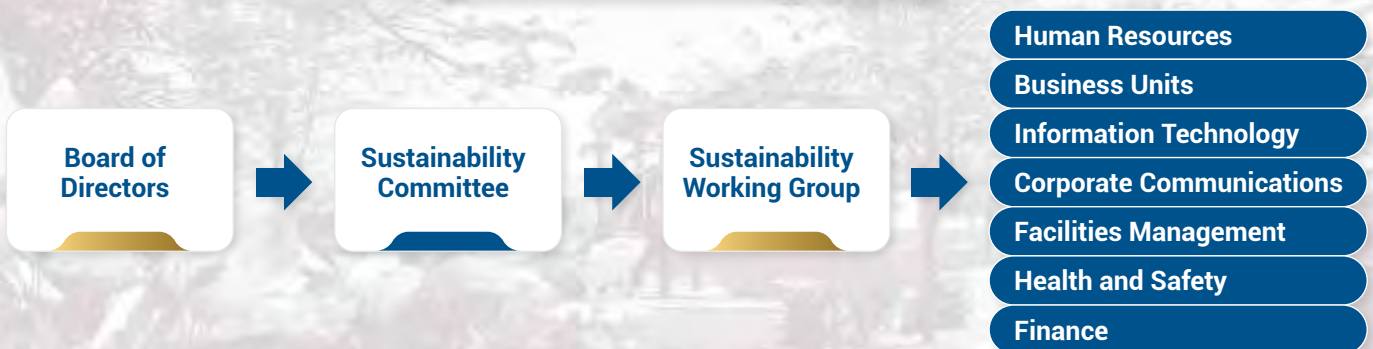 Board of
Directors
Sustainability
Committee
Sustainability
Working Group
Human Resources
Business Units
Information Technology
Corporate Communications
Facilities Management
Health and Safety
Finance